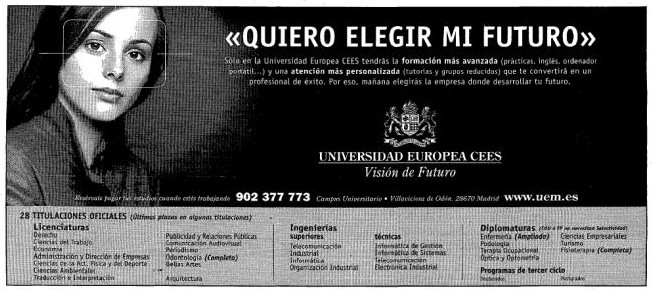 «QUIERO ELEGIR MI FUTURO»
Sólo en la Universidad Europea CEES tendrás la formación más avanzada (prácticas, inglés, ordenador
portátil...) y una atención más personalizada (tutorías y grupos reducidos) que te convertirá en un
profesional de éxito. Por eso, mañana elegirás la empresa donde desarrollar tu futuro.
UNIVERSIDAD EUROPEA CEES
Visión de Futuro
pagar tus estudios cuando estés trabajando 902 377 773 Campus Universitario • Villaviciosa de Odón. 28670 Madrid www.uem.es
28 TITULACIONES OFICIALES (Últimas plazas en algunas titulaciones)
Licenciaturas
Derecho
Ciencias del Trabajo
Economía
Administración y Dirección de Empresas
Ciencias de la Act. Física y del Deporte
Ciencias Ambientales
Traducción e Interpretación
Publicidad y Relaciones Públicas
Comunicación Audiovisual
Periodismo
Odontología (Completa)
Bellas Artes
Arquitectura
Ingenierías
superiores
Telecomunicación
Industrial
Informática
Organización Industrial
técnicas
Informática de Gestión
Informática de Sistemas
Telecomunicación
Electrónica Industrial
Diplomaturas (COU o FP no necesitan Selectividad)
Enfermería (Ampliada)
Podología
Terapia Ocupacional
Óptica y Optometría
Ciencias Empresariales
Turismo
Fisioterapia (Completa)
Programas de tercer ciclo
Doctorados
Postgrados